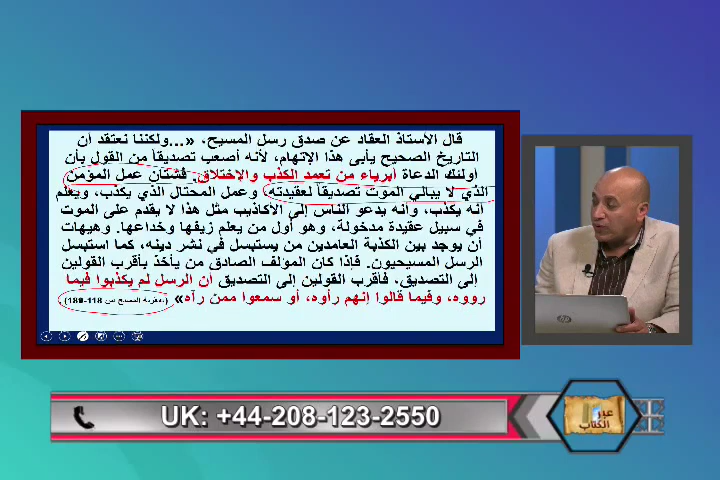 قال الأستاذ العقاد عن صدق رسل المسيح، «...ولكننا نعتقد أن
التاريخ الصحيح يأبى هذا الإتهام، لأنه أصعب تصديقاً من القول بأن
أولئك الدعاة أبرياء من تعمد الكذب والإختلاق. فشتان عمل المؤمن
الذي لا يبالي الموت تصديقاً لعقيدته وعمل المحتال الذي يكذب، ويعلم
أنه يكذب، وأنه يدعو الناس إلى الأكاذيب مثل هذا لا يقدم على الموت
في سبيل عقيدة مدخولة، وهو أول من يعلم زيفها وخداعها. وهيهات
أن يوجد بين الكذبة العامدين من يستبسل في نشر دينه، كما استبسل
الرسل المسيحيون. فإذا كان المؤلف الصادق من يأخذ بأقرب القولين
إلى التصديق، فأقرب القولين إلى التصديق ان الرسل لم يكذبوا فيما
رووه، وفيما قالوا إنهم رأوه، أو سمعوا ممن رآه»
UK: +44-208-123-2550
عبر
الكتاب